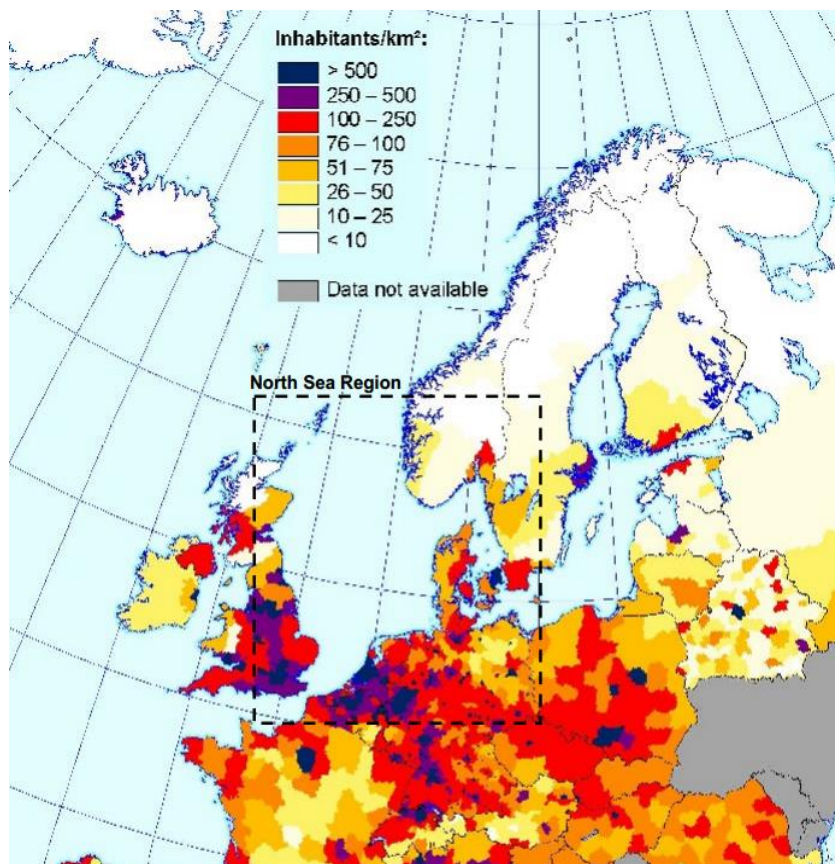 Inhabitants/km²:
> 500
250 – 500
100 – 250
76 – 100
51 – 75
26 – 50
10 – 25
< 10
Data not available
North Sea Region